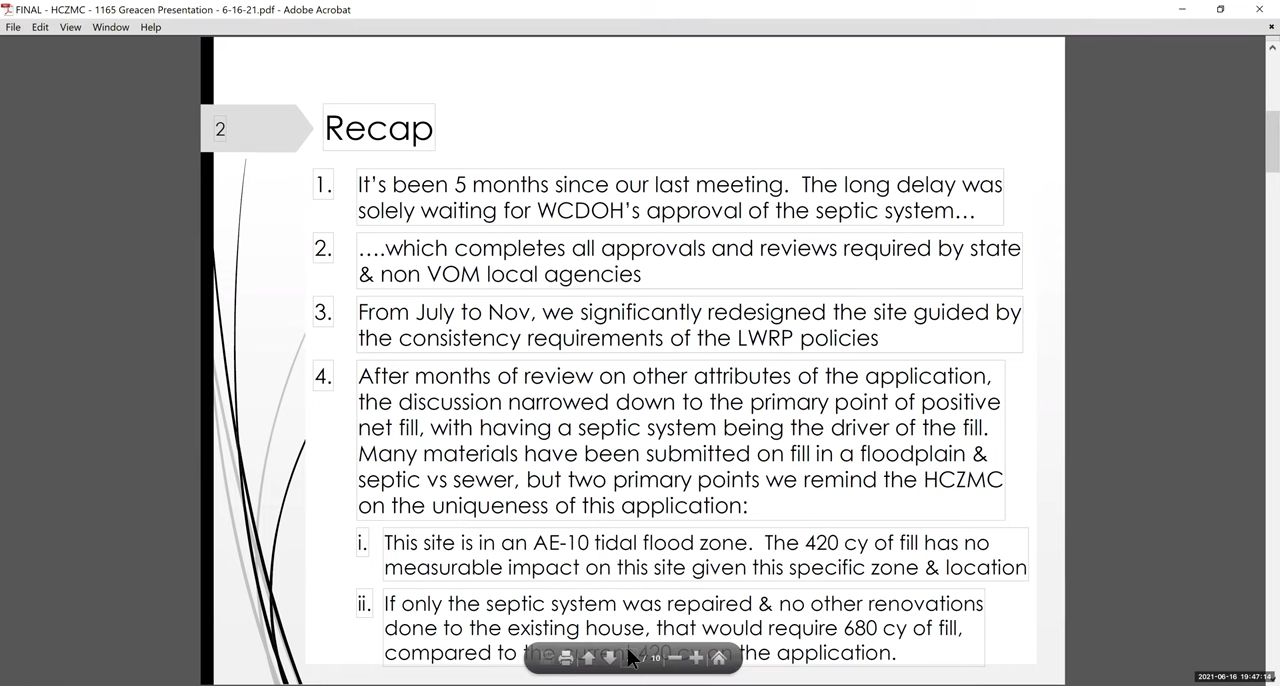 FINAL - HCZMC - 1165 Greacen Presentation - 6-16-21.pdf - Adobe Acrobat
File Edit View Window Help
2
Recap
1. It's been 5 months since our last meeting. The long delay was
solely waiting for WCDOH's approval of the septic system…
2. ….which completes all approvals and reviews required by state
& non VOM local agencies
3. From July to Nov, we significantly redesigned the site guided by
the consistency requirements of the LWRP policies
4. After months of review on other attributes of the application,
the discussion narrowed down to the primary point of positive
net fill, with having a septic system being the driver of the fill.
Many materials have been submitted on fill in a floodplain &
septic vs sewer, but two primary points we remind the HCZMC
on the uniqueness of this application:
i. This site is in an AE-10 tidal flood zone. The 420 cy of fill has no
measurable impact on this site given this specific zone & location
ii. If only the septic system was repaired & no other renovations
done to the existing house, that would require 680 cy of fill,
compared to the current 420 cy on the application.
/ 10
2021-06-16 19:47:14